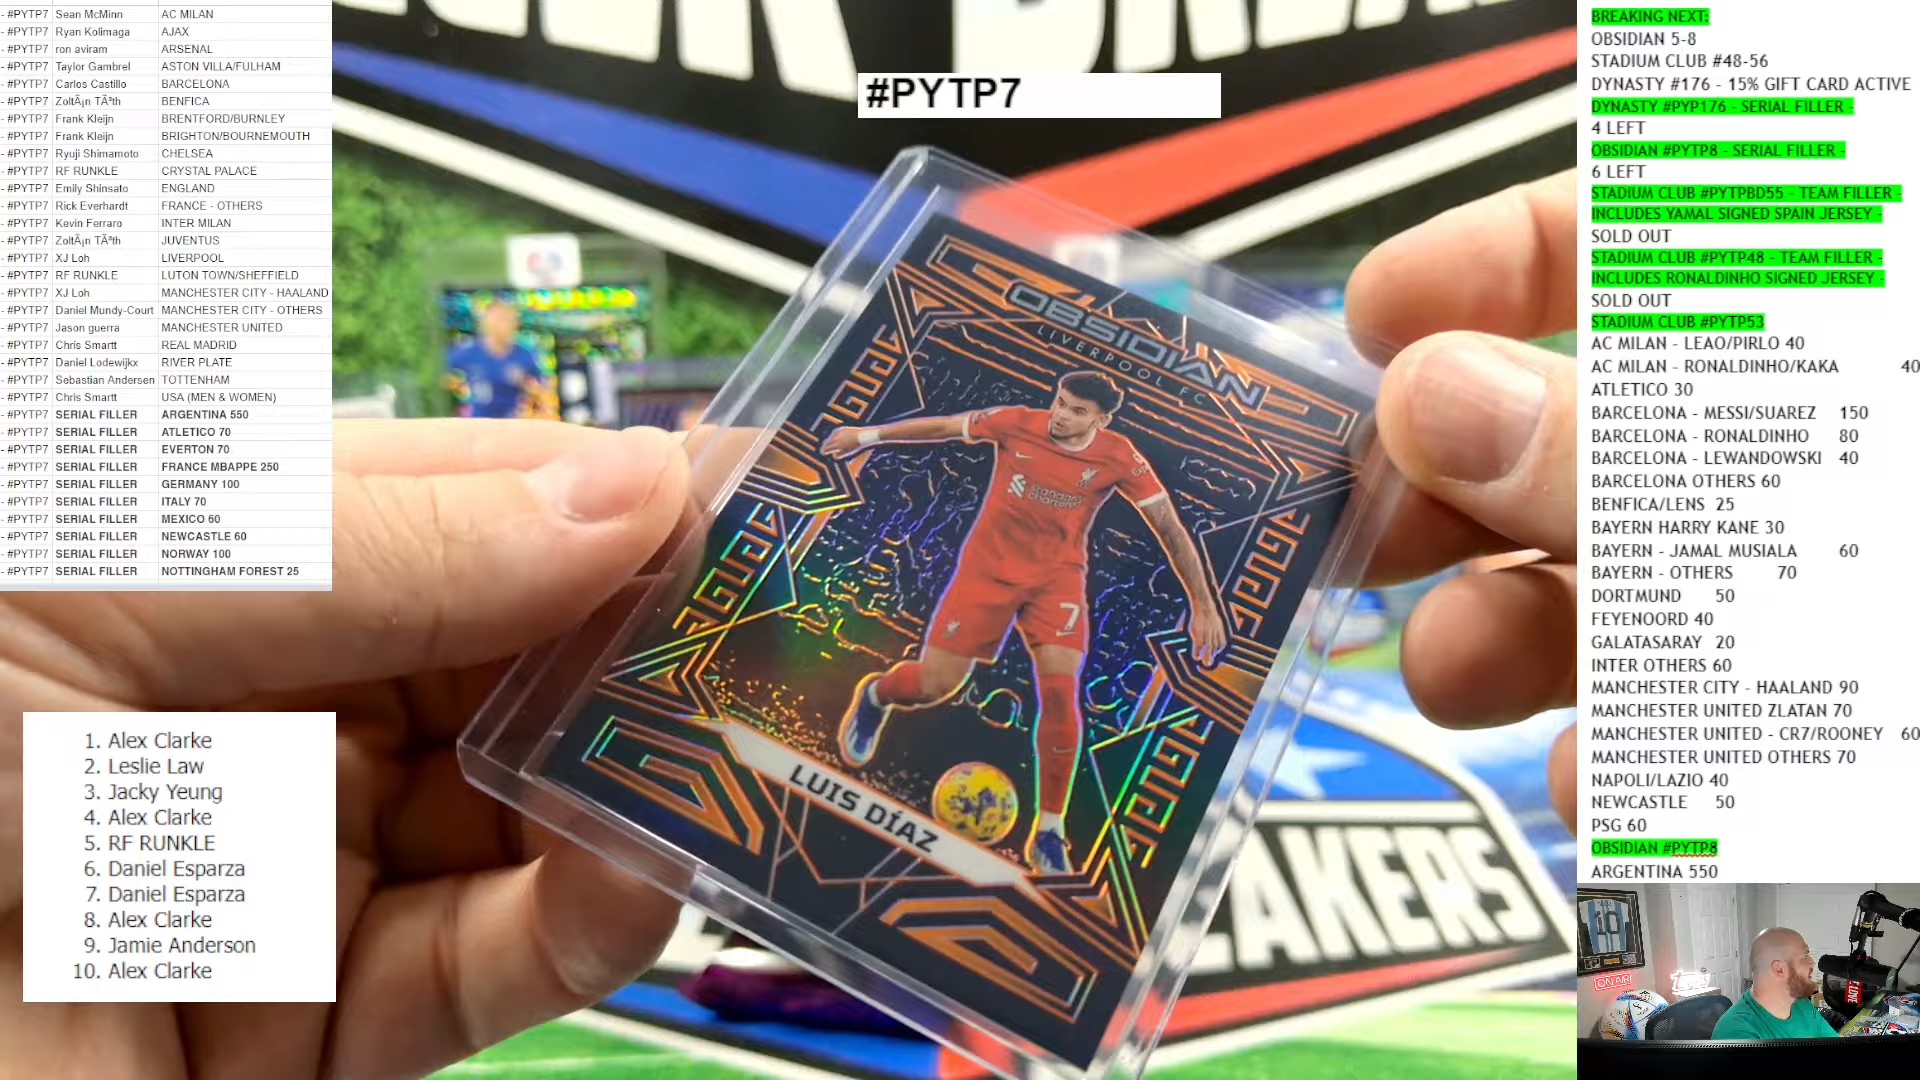 - #PYTP7 Sean McMinn AC MILAN
- #PYTP7 Ryan Kolimaga AJAX
- #PYTP7 ron aviram ARSENAL
- #PYTP7 Taylor Gambrel ASTON VILLA/FULHAM
- #PYTP7 Carlos Castillo BARCELONA
- #PYTP7 ZoltÃ¡n TÃ³th BENFICA
- #PYTP7 Frank Kleijn BRENTFORD/BURNLEY
- #PYTP7 Frank Kleijn BRIGHTON/BOURNEMOUTH
- #PYTP7 Ryuji Shimamoto CHELSEA
- #PYTP7 RF RUNKLE CRYSTAL PALACE
- #PYTP7 Emily Shinsato ENGLAND
- #PYTP7 Rick Everhardt FRANCE - OTHERS
- #PYTP7 Kevin Ferraro INTER MILAN
- #PYTP7 ZoltÃ¡n TÃ³th JUVENTUS
- #PYTP7 XJ Loh LIVERPOOL
- #PYTP7 RF RUNKLE LUTON TOWN/SHEFFIELD
- #PYTP7 XJ Loh MANCHESTER CITY - HAALAND
- #PYTP7 Daniel Mundy-Court MANCHESTER CITY - OTHERS
- #PYTP7 Jason guerra MANCHESTER UNITED
- #PYTP7 Chris Smartt REAL MADRID
- #PYTP7 Daniel Lodewijkx RIVER PLATE
- #PYTP7 Sebastian Andersen TOTTENHAM
- #PYTP7 Chris Smartt USA (MEN & WOMEN)
- #PYTP7 SERIAL FILLER ARGENTINA 550
- #PYTP7 SERIAL FILLER ATLETICO 70
- #PYTP7 SERIAL FILLER EVERTON 70
- #PYTP7 SERIAL FILLER FRANCE MBAPPE 250
- #PYTP7 SERIAL FILLER GERMANY 100
- #PYTP7 SERIAL FILLER ITALY 70
- #PYTP7 SERIAL FILLER MEXICO 60
- #PYTP7 SERIAL FILLER NEWCASTLE 60
- #PYTP7 SERIAL FILLER NORWAY 100
- #PYTP7 SERIAL FILLER NOTTINGHAM FOREST 25
1. Alex Clarke
2. Leslie Law
3. Jacky Yeung
4. Alex Clarke
5. RF RUNKLE
6. Daniel Esparza
7. Daniel Esparza
8. Alex Clarke
9. Jamie Anderson
10. Alex Clarke
#PYTP7
OBSIDIAN
LIVERPOOL FC
standard
chartered
7
LUIS DÍAZ
BREAKING NEXT:
OBSIDIAN 5-8
STADIUM CLUB #48-56
DYNASTY #176 - 15% GIFT CARD ACTIVE
DYNASTY #PYP176 - SERIAL FILLER -
4 LEFT
OBSIDIAN #PYTP8 - SERIAL FILLER -
6 LEFT
STADIUM CLUB #PYTPBD55 - TEAM FILLER -
INCLUDES YAMAL SIGNED SPAIN JERSEY -
SOLD OUT
STADIUM CLUB #PYTP48 - TEAM FILLER -
INCLUDES RONALDINHO SIGNED JERSEY -
SOLD OUT
STADIUM CLUB #PYTP53
AC MILAN - LEAO/PIRLO 40
AC MILAN - RONALDINHO/KAKA 40
ATLETICO 30
BARCELONA - MESSI/SUAREZ 150
BARCELONA - RONALDINHO 80
BARCELONA - LEWANDOWSKI 40
BARCELONA OTHERS 60
BENFICA/LENS 25
BAYERN HARRY KANE 30
BAYERN - JAMAL MUSIALA 60
BAYERN - OTHERS 70
DORTMUND 50
FEYENOORD 40
GALATASARAY 20
INTER OTHERS 60
MANCHESTER CITY - HAALAND 90
MANCHESTER UNITED ZLATAN 70
MANCHESTER UNITED - CR7/ROONEY 60
MANCHESTER UNITED OTHERS 70
NAPOLI/LAZIO 40
NEWCASTLE 50
PSG 60
OBSIDIAN #PYTP8
ARGENTINA 550
10
ON AIR